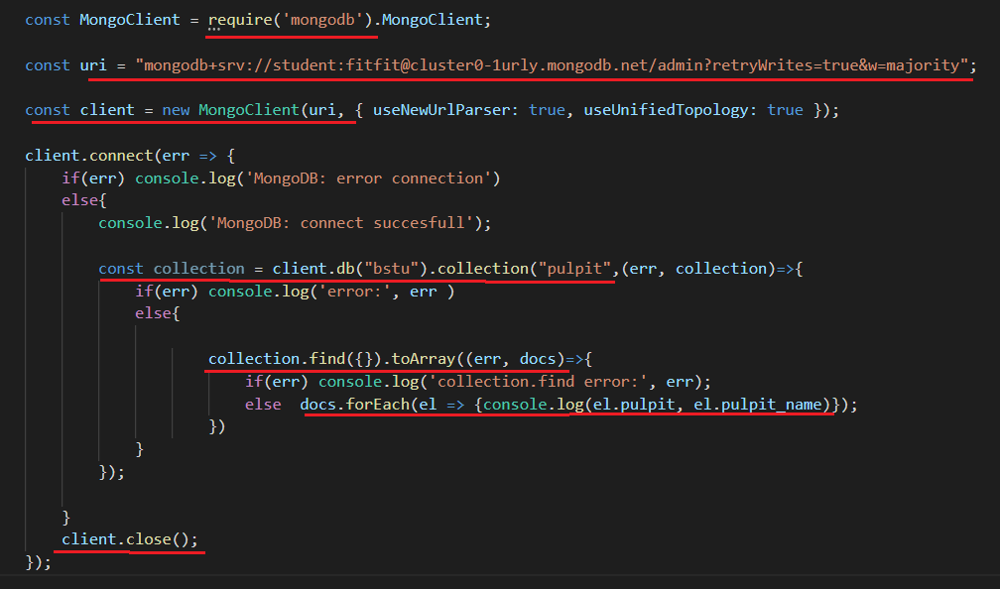 const MongoClient = require('mongodb').MongoClient;
const uri = "mongodb+srv://student:fitfit@cluster0-1urly.mongodb.net/admin?retryWrites=true&w=majority";
const client = new MongoClient(uri, { useNewUrlParser: true, useUnifiedTopology: true });
client.connect(err => {
if(err) console.log('MongoDB: error connection')
else{
console.log('MongoDB: connect succesfull');
const collection = client.db("bstu").collection("pulpit",(err, collection)=>{
if(err) console.log('error:', err )
else{
collection.find({}).toArray((err, docs)=>{
if(err) console.log('collection.find error:', err);
else  docs.forEach(el => {console.log(el.pulpit, el.pulpit_name)});
})
}
});
}
client.close();
});